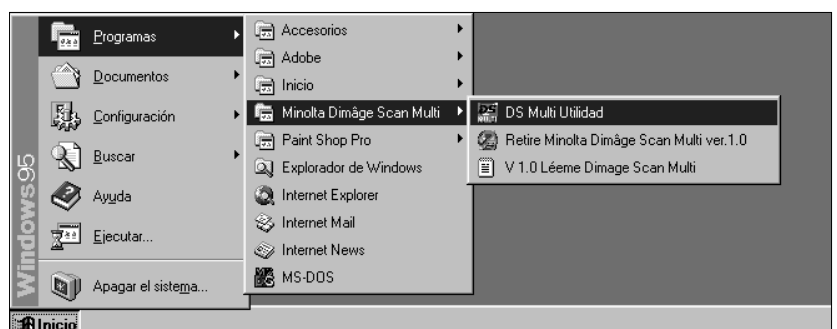 Windows95
Programas
Documentos
Configuración
Buscar
Ayuda
Ejecutar...
Apagar el sistema...
Inicio
Accesorios
Adobe
Inicio
Minolta Dimâge Scan Multi
Paint Shop Pro
Explorador de Windows
Internet Explorer
Internet Mail
Internet News
MS-DOS
DS Multi Utilidad
Retire Minolta Dimâge Scan Multi ver.1.0
V 1.0 Léeme Dimage Scan Multi